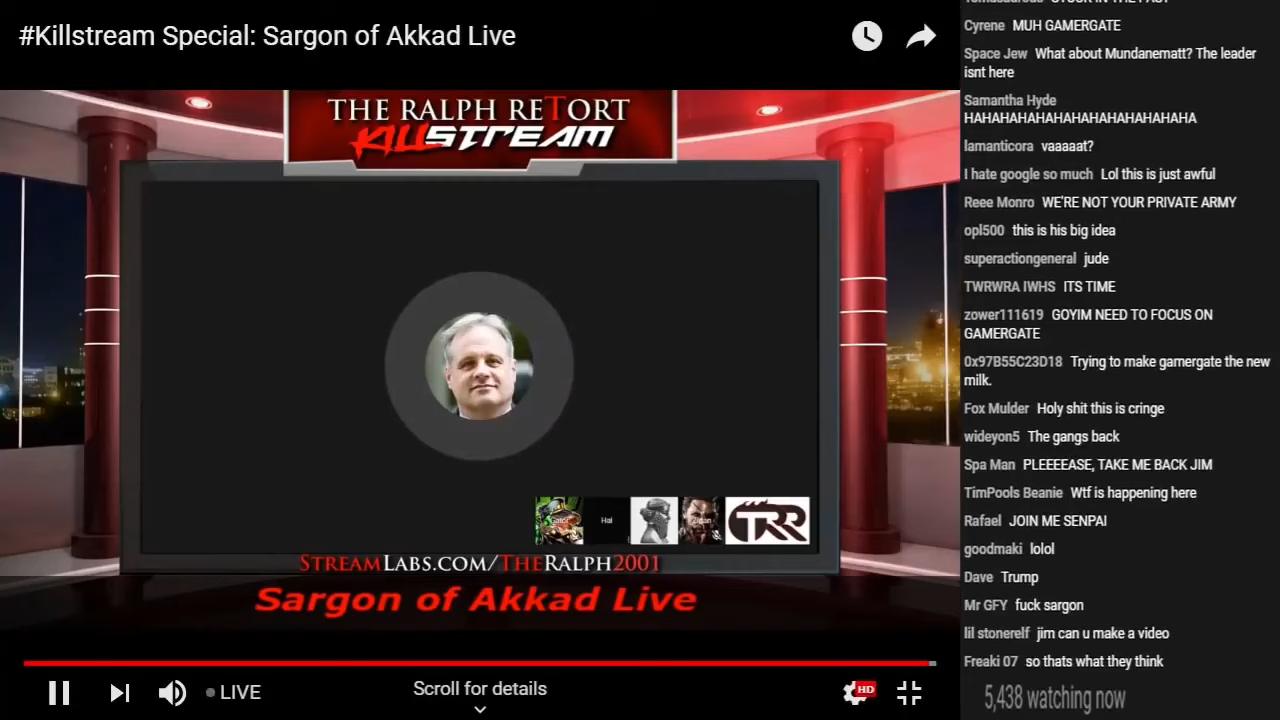 #Killstream Special: Sargon of Akkad Live
THE RALPH RETORT
KILLSTREAM
Gator
Hal
TRR
STREAMLABS.COM/THERALPH2001
Sargon of Akkad Live
LIVE
Scroll for details
HD
Cyrene MUH GAMERGATE
Space Jew What about Mundanematt? The leader
isnt here
Samantha Hyde
HAHAHAHAHAHAHAHAHAHAHAHA
lamanticora vaaaaat?
I hate google so much Lol this is just awful
Reee Monro WE'RE NOT YOUR PRIVATE ARMY
opl500 this is his big idea
superactiongeneral jude
TWRWRA IWHS ITS TIME
zower111619 GOYIM NEED TO FOCUS ON
GAMERGATE
0x97B55C23D18 Trying to make gamergate the new
milk.
Fox Mulder Holy shit this is cringe
wideyon5 The gangs back
Spa Man PLEEEEASE, TAKE ME BACK JIM
TimPools Beanie Wtf is happening here
Rafael JOIN ME SENPAI
goodmaki lolol
Dave Trump
Mr GFY fuck sargon
lil stonerelf jim can u make a video
Freaki 07 so thats what they think
5,438 watching now